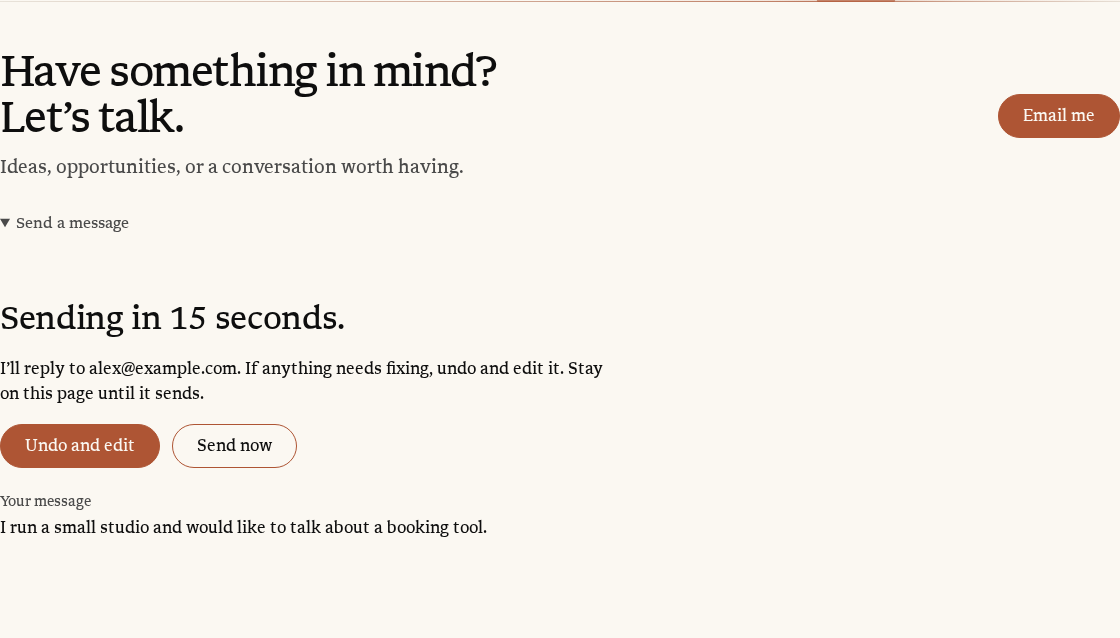 Have something in mind?
Let’s talk.
Email me
Ideas, opportunities, or a conversation worth having.
▼ Send a message
Sending in 15 seconds.
I’ll reply to alex@example.com. If anything needs fixing, undo and edit it. Stay
on this page until it sends.
Undo and edit
Send now
Your message
I run a small studio and would like to talk about a booking tool.